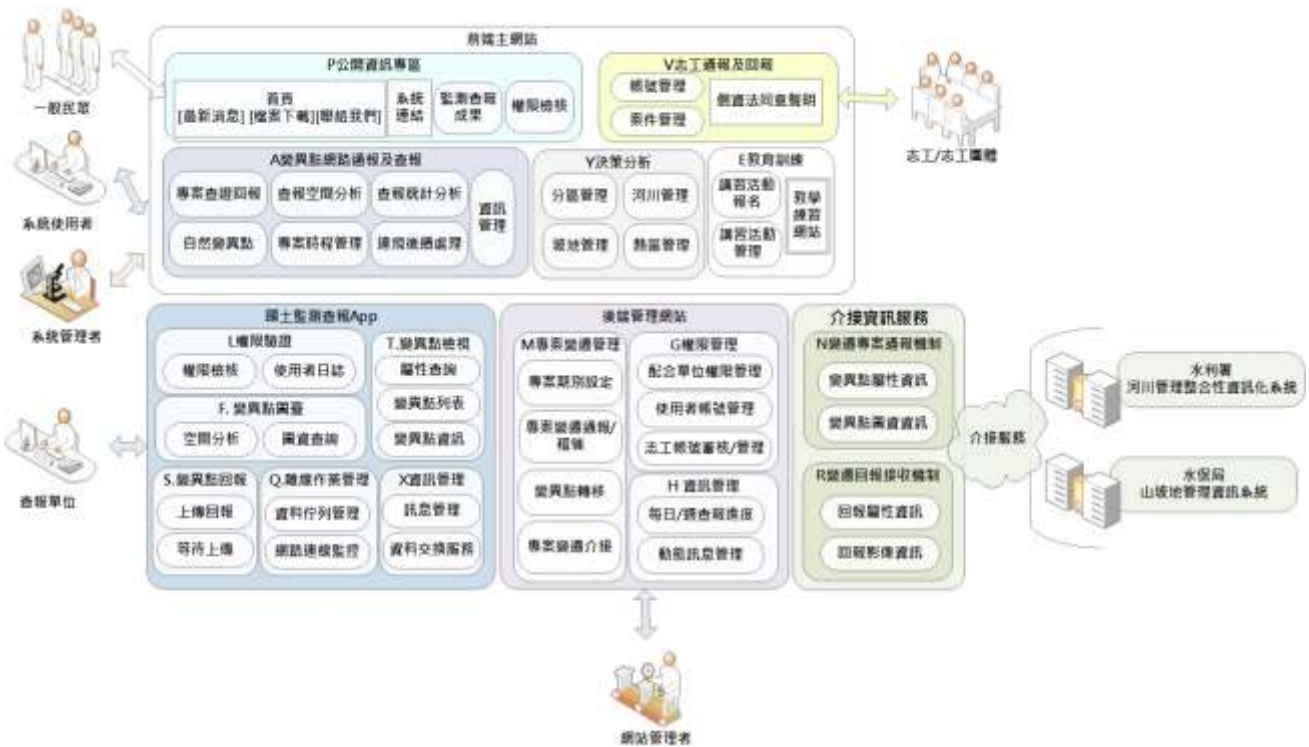 前端主網站
P公開資訊專區
首頁
[最新消息] [檔案下載][聯絡我們]
系統
連結
監測查報
成果
權限檢核
V志工通報及回報
帳號管理
案件管理
個資法同意聲明
一般民眾
志工/志工團體
A變異點網路通報及查報
專案查證回報
查報空間分析
查報統計分析
資訊
管理
自然變異點
專案時程管理
違規後續處理
Y決策分析
分區管理
河川管理
坡地管理
熱區管理
E教育訓練
講習活動
報名
講習活動
管理
教學
練習
網站
系統使用者
系統管理者
國土監測查報App
L權限驗證
權限檢核
使用者日誌
F. 變異點圖臺
空間分析
圖資查詢
T.變異點檢視
屬性查詢
變異點列表
變異點資訊
S.變異點回報
上傳回報
等待上傳
Q.離線作業管理
資料佇列管理
網路連線監控
X資訊管理
訊息管理
資料交換服務
查報單位
後端管理網站
M專案變遷管理
專案期別設定
專案變遷通報/
稽催
變異點轉移
專案變遷介接
G權限管理
配合單位權限管理
使用者帳號管理
志工帳號審核/管理
H 資訊管理
每日/週查報進度
動態訊息管理
介接資訊服務
N變遷專案通報機制
變異點屬性資訊
變異點圖資資訊
R變遷回報接收機制
回報屬性資訊
回報影像資訊
介接服務
水利署
河川管理整合性資訊化系統
水保局
山坡地管理資訊系統
網站管理者